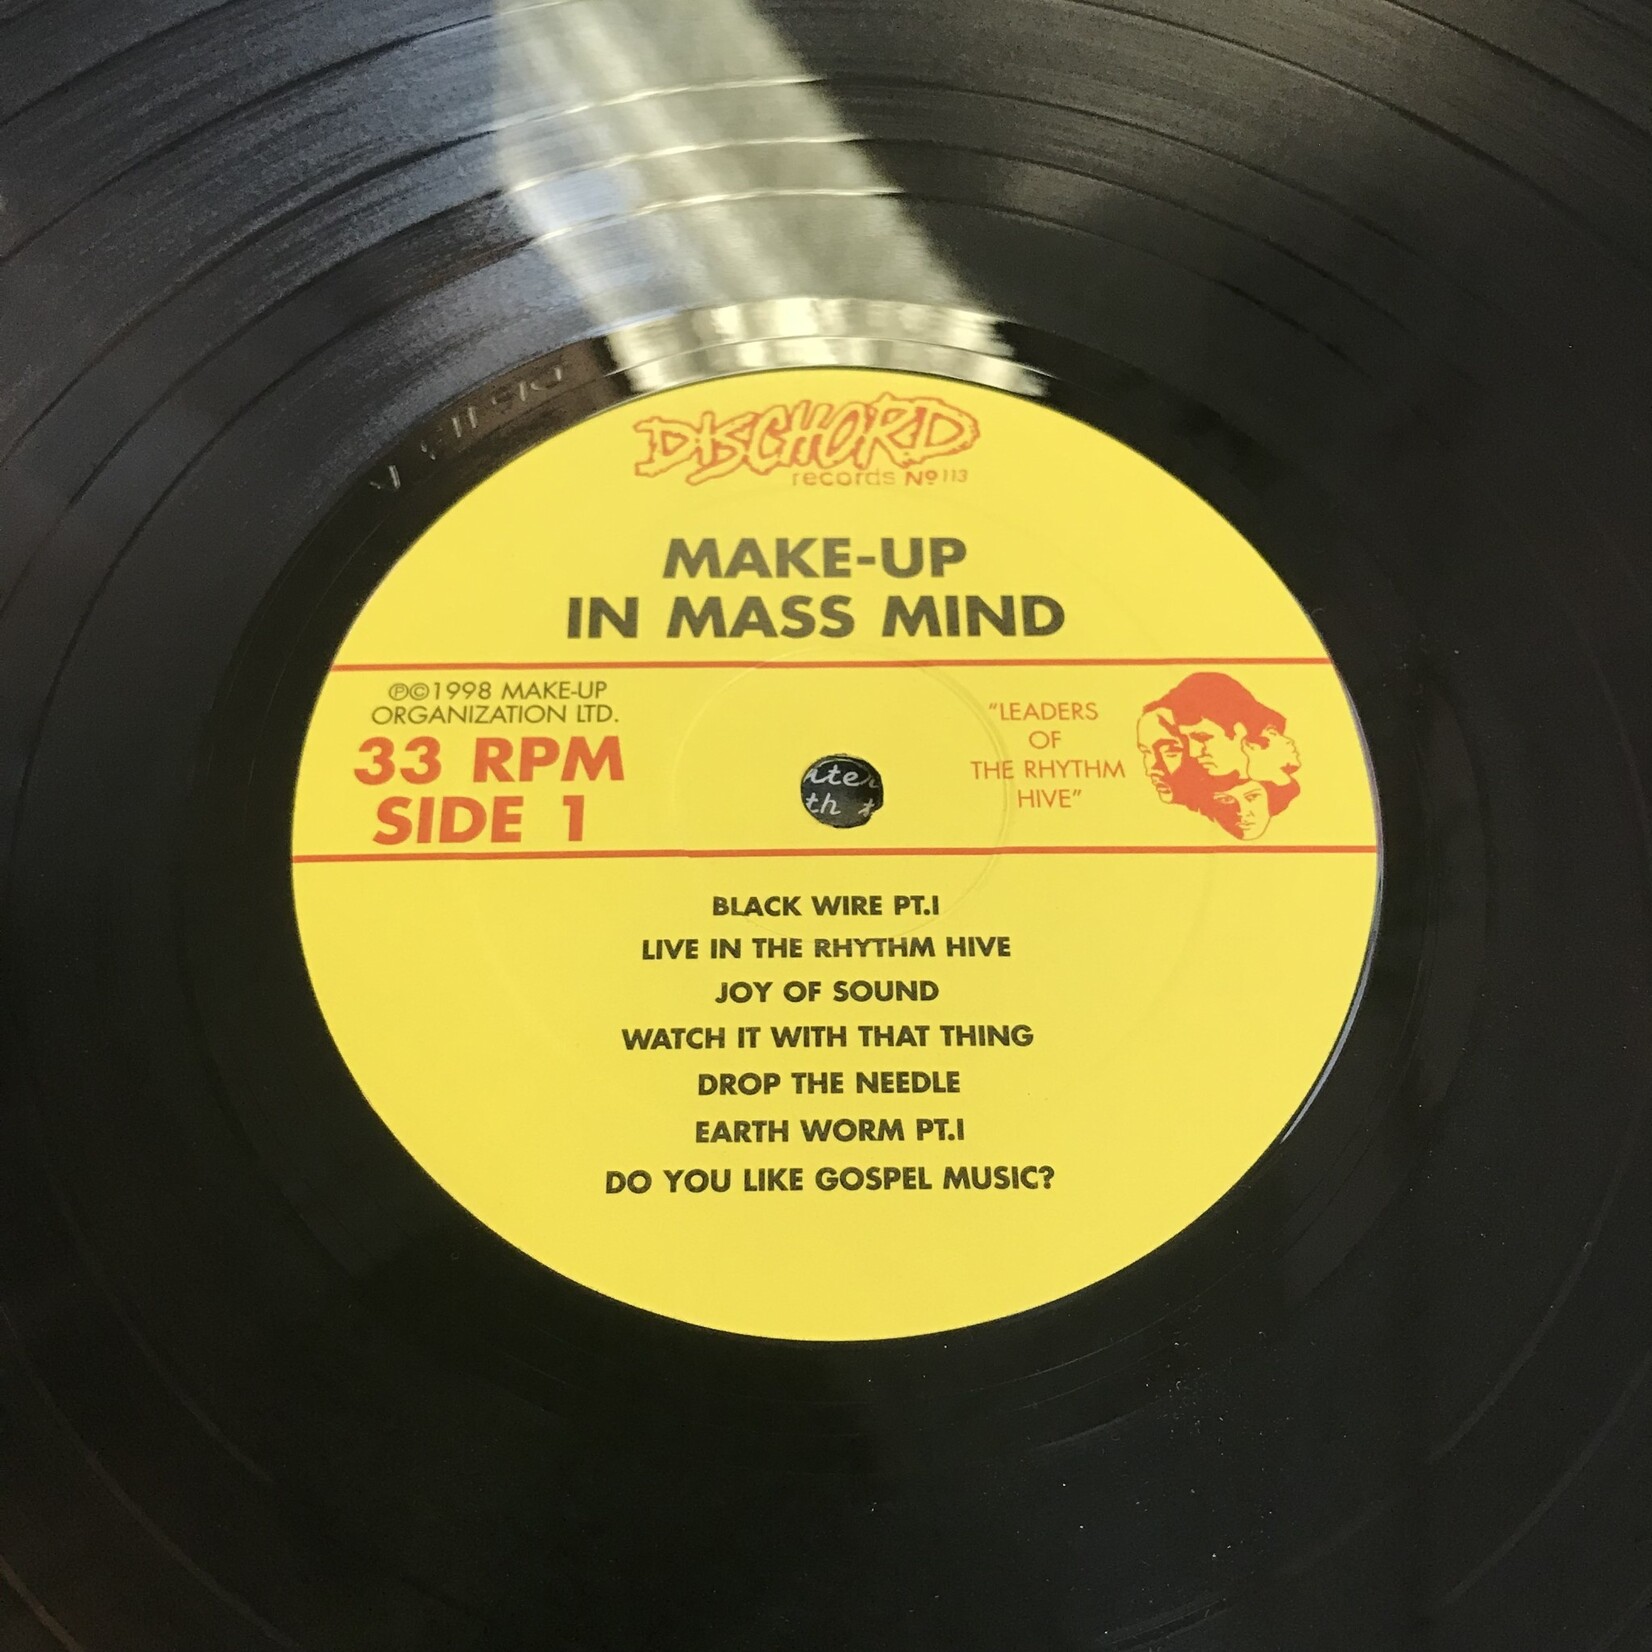 DISCHORD
records Nº 113
MAKE-UP
IN MASS MIND
℗©1998 MAKE-UP
ORGANIZATION LTD.
33 RPM
SIDE 1
"LEADERS
OF
THE RHYTHM
HIVE"
BLACK WIRE PT.I
LIVE IN THE RHYTHM HIVE
JOY OF SOUND
WATCH IT WITH THAT THING
DROP THE NEEDLE
EARTH WORM PT.I
DO YOU LIKE GOSPEL MUSIC?